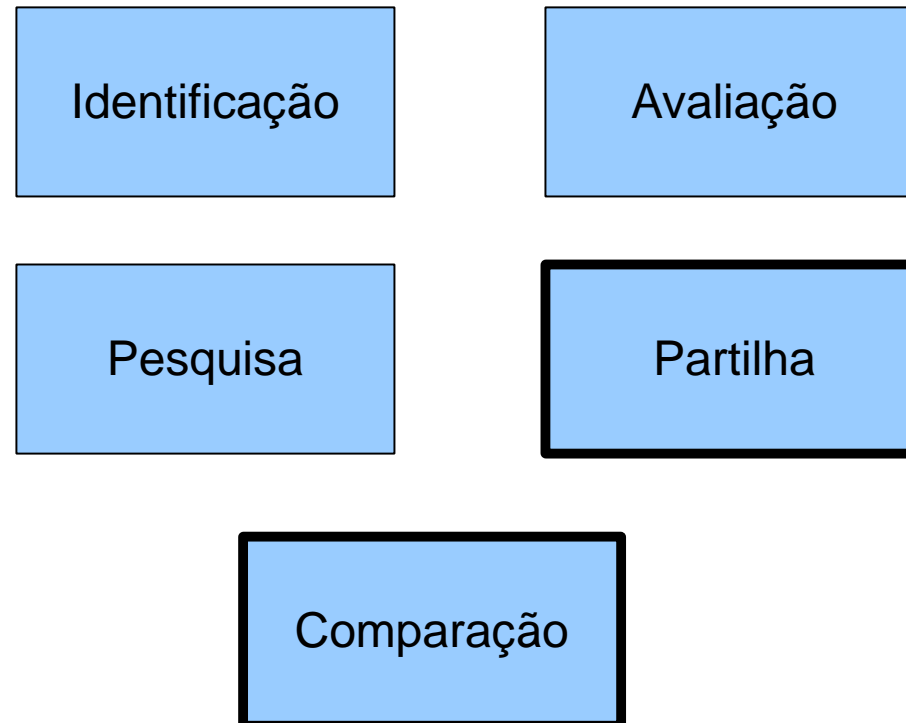 Identificação
Avaliação
Pesquisa
Partilha
Comparação